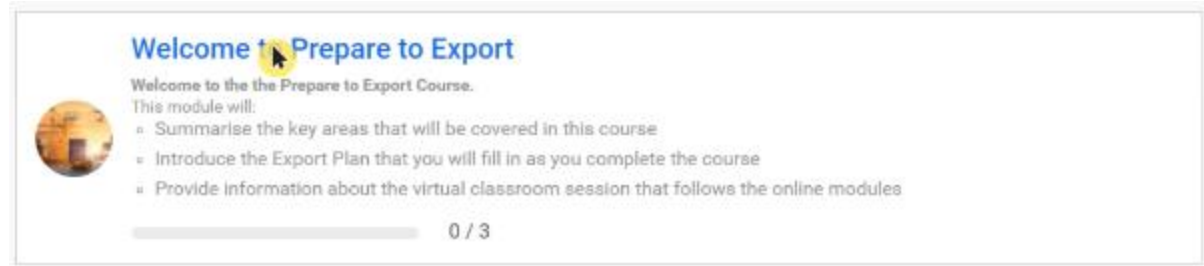 Welcome to Prepare to Export
Welcome to the the Prepare to Export Course.
This module will:
Summarise the key areas that will be covered in this course
Introduce the Export Plan that you will fill in as you complete the course
Provide information about the virtual classroom session that follows the online modules
0 / 3